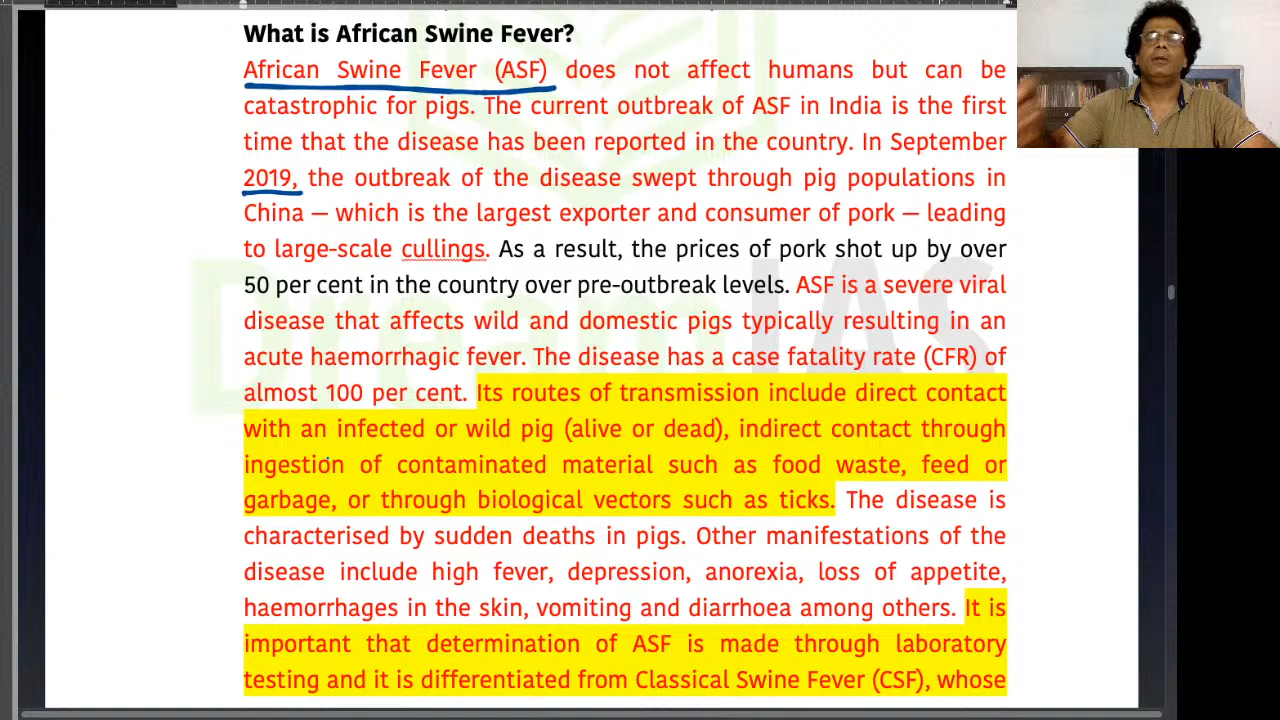 What is African Swine Fever?
African Swine Fever (ASF) does not affect humans but can be
catastrophic for pigs. The current outbreak of ASF in India is the first
time that the disease has been reported in the country. In September
2019, the outbreak of the disease swept through pig populations in
China — which is the largest exporter and consumer of pork — leading
to large-scale cullings. As a result, the prices of pork shot up by over
50 per cent in the country over pre-outbreak levels. ASF is a severe viral
disease that affects wild and domestic pigs typically resulting in an
acute haemorrhagic fever. The disease has a case fatality rate (CFR) of
almost 100 per cent. Its routes of transmission include direct contact
with an infected or wild pig (alive or dead), indirect contact through
ingestion of contaminated material such as food waste, feed or
garbage, or through biological vectors such as ticks. The disease is
characterised by sudden deaths in pigs. Other manifestations of the
disease include high fever, depression, anorexia, loss of appetite,
haemorrhages in the skin, vomiting and diarrhoea among others. It is
important that determination of ASF is made through laboratory
testing and it is differentiated from Classical Swine Fever (CSF), whose
DreamIAS